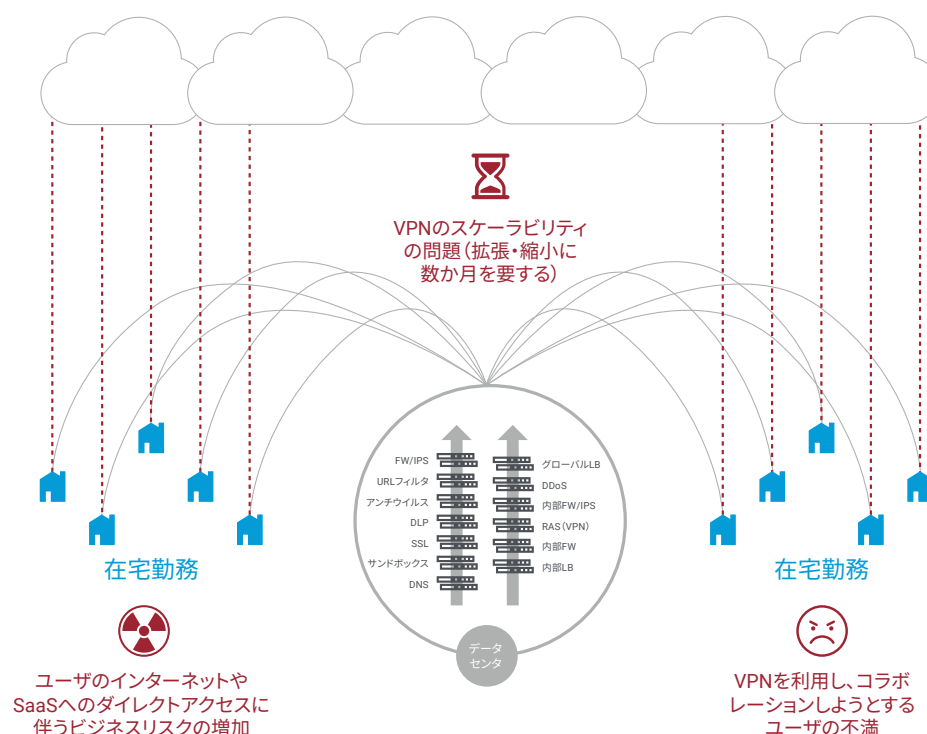 VPNのスケーラビリティ
の問題(拡張・縮小に
数か月を要する)
FW/IPS
URLフィルタ
アンチウイルス
DLP
SSL
サンドボックス
DNS
グローバルLB
DDoS
内部FW/IPS
RAS(VPN)
内部FW
内部LB
データ
センタ
在宅勤務
ユーザのインターネットや
SaaSへのダイレクトアクセスに
伴うビジネスリスクの増加
在宅勤務
VPNを利用し、コラボ
レーションしようとする
ユーザの不満